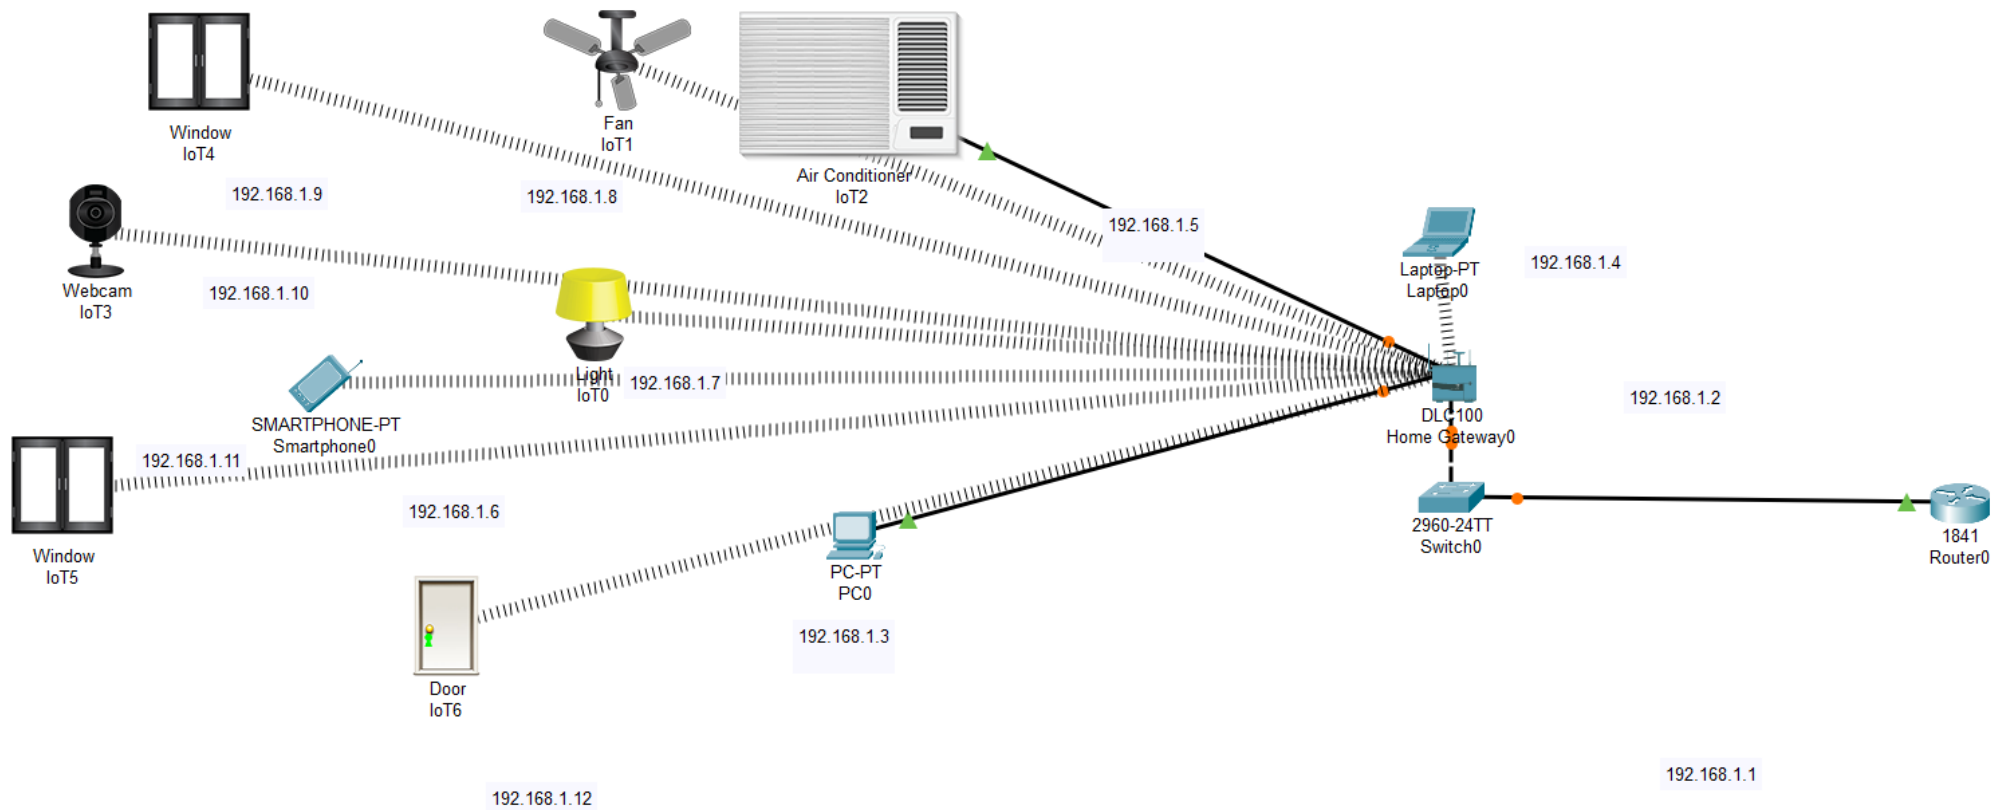 Window
IoT4
Fan
IoT1
Air Conditioner
IoT2
192.168.1.9
192.168.1.8
192.168.1.5
Laptop-PT
Laptop0
192.168.1.4
Webcam
IoT3
192.168.1.10
Light
IoT0
192.168.1.7
SMARTPHONE-PT
Smartphone0
DLC100
Home Gateway0
192.168.1.2
192.168.1.11
Window
IoT5
192.168.1.6
PC-PT
PC0
192.168.1.3
2960-24TT
Switch0
1841
Router0
Door
IoT6
192.168.1.1
192.168.1.12